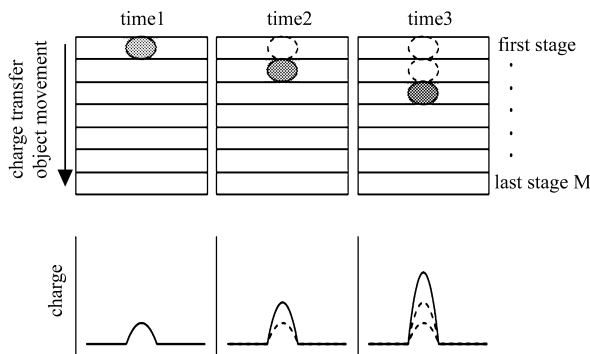 time1 time2 time3
first stage
charge transfer
object movement
last stage M
charge